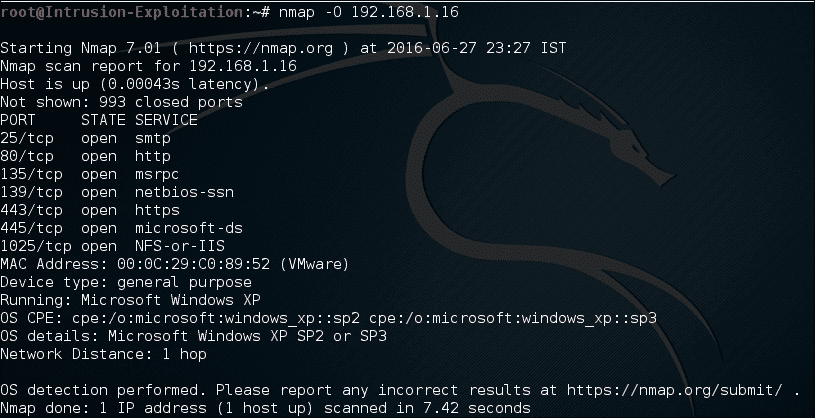 root@Intrusion-Exploitation:~# nmap -O 192.168.1.16
Starting Nmap 7.01 ( https://nmap.org ) at 2016-06-27 23:27 IST
Nmap scan report for 192.168.1.16
Host is up (0.00043s latency).
Not shown: 993 closed ports
PORT     STATE SERVICE
25/tcp   open  smtp
80/tcp   open  http
135/tcp  open  msrpc
139/tcp  open  netbios-ssn
443/tcp  open  https
445/tcp  open  microsoft-ds
1025/tcp open  NFS-or-IIS
MAC Address: 00:0C:29:C0:89:52 (VMware)
Device type: general purpose
Running: Microsoft Windows XP
OS CPE: cpe:/o:microsoft:windows_xp::sp2 cpe:/o:microsoft:windows_xp::sp3
OS details: Microsoft Windows XP SP2 or SP3
Network Distance: 1 hop
OS detection performed. Please report any incorrect results at https://nmap.org/submit/ .
Nmap done: 1 IP address (1 host up) scanned in 7.42 seconds